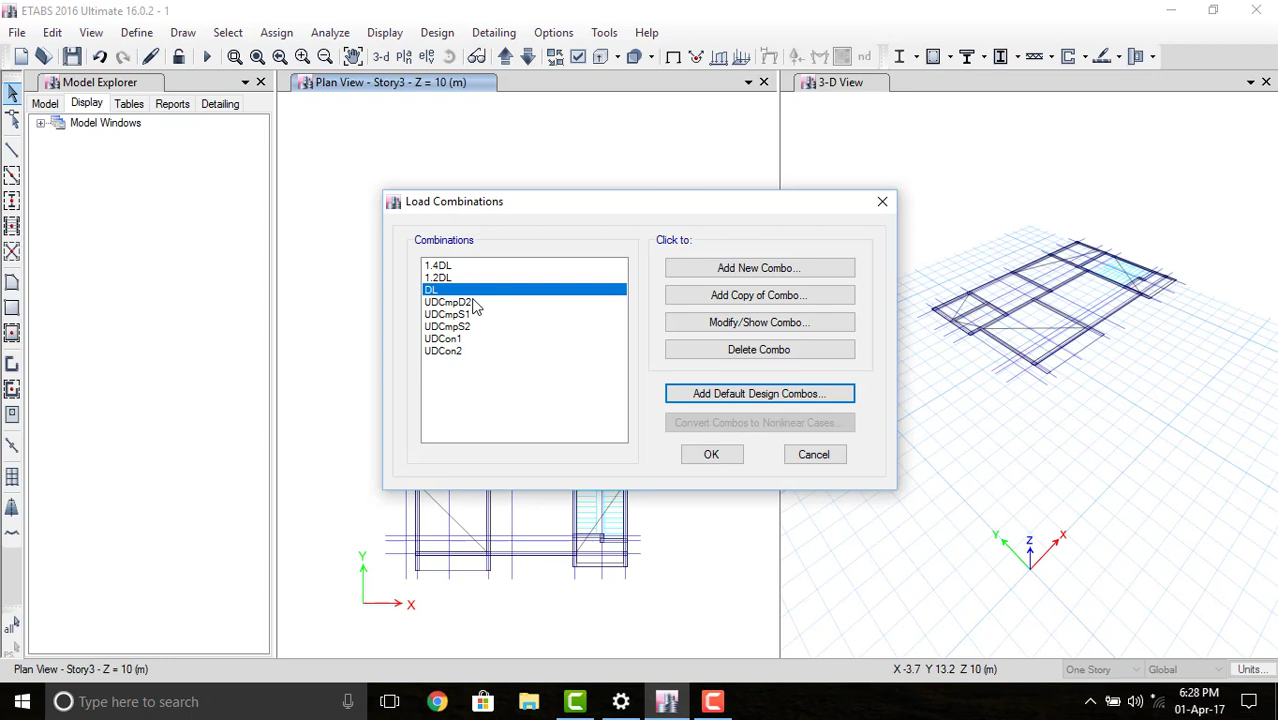 ETABS 2016 Ultimate 16.0.2 - 1
File Edit View Define Draw Select Assign Analyze Display Design Detailing Options Tools Help
3-d nd
Model Explorer
Plan View - Story3 - Z = 10 (m)
3-D View
Model Display Tables Reports Detailing
Model Windows
Load Combinations
Combinations
Click to:
1.4DL
1.2DL
DL
UDCmpD2
UDCmpS1
UDCmpS2
UDCon1
UDCon2
Add New Combo...
Add Copy of Combo...
Modify/Show Combo...
Delete Combo
Add Default Design Combos...
Convert Combos to Nonlinear Cases...
OK Cancel
Y
X
Y
Z
X
Plan View - Story3 - Z = 10 (m)
X -3.7 Y 13.2 Z 10 (m)
One Story
Global
Units...
Type here to search
6:28 PM
01-Apr-17